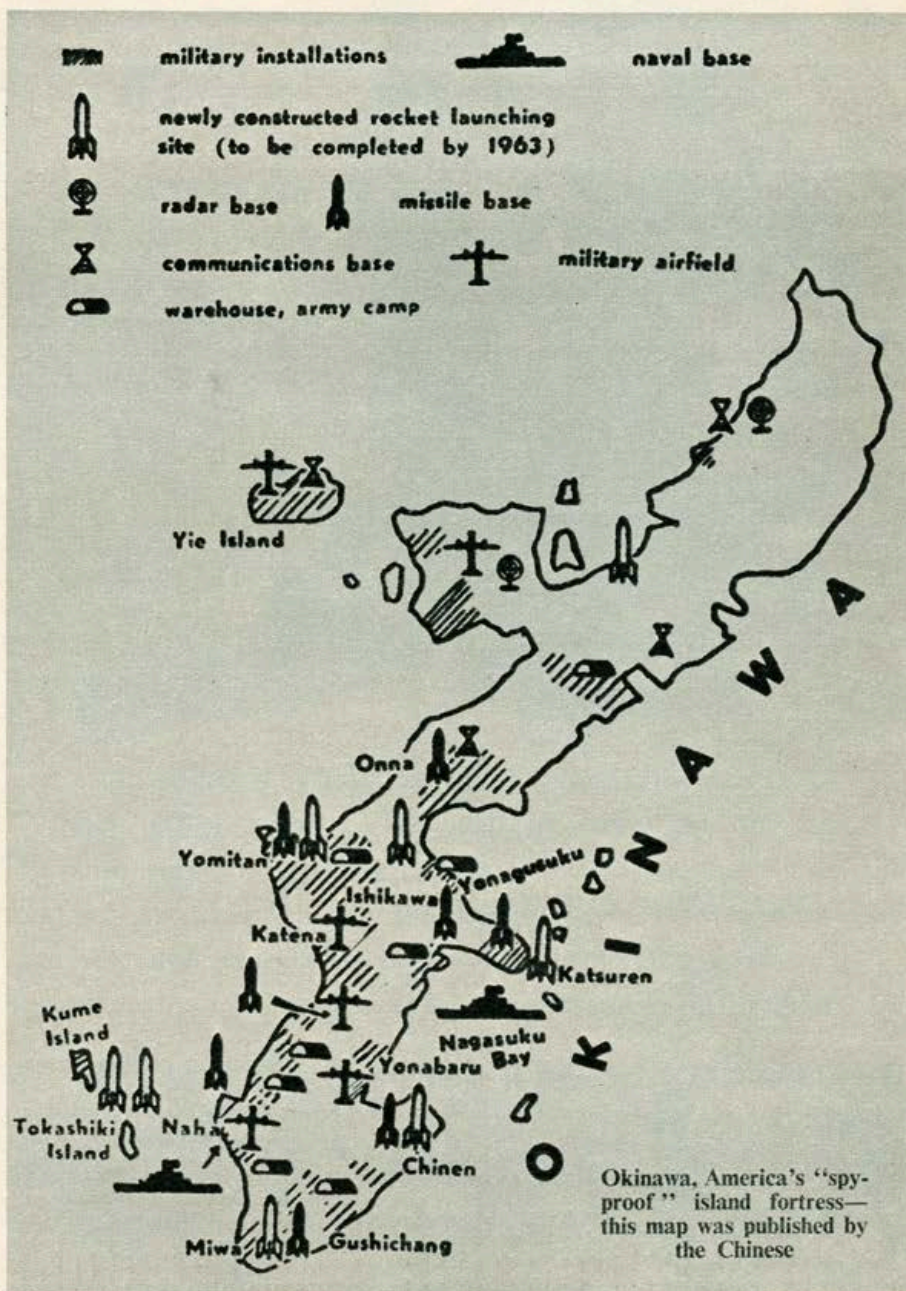 military installations
naval base
newly constructed rocket launching
site (to be completed by 1963)
radar base
missile base
communications base
military airfield
warehouse, army camp
Yie Island
Onna
Yomitan
Ishikawa
Yonagusuku
Katena
Katsuren
Kume
Island
Nagasuku
Bay
Yonabaru
Tokashiki
Island
Naha
Chinen
Miwa
Gushichang
OKINAWA
Okinawa, America's "spy-
proof" island fortress—
this map was published by
the Chinese